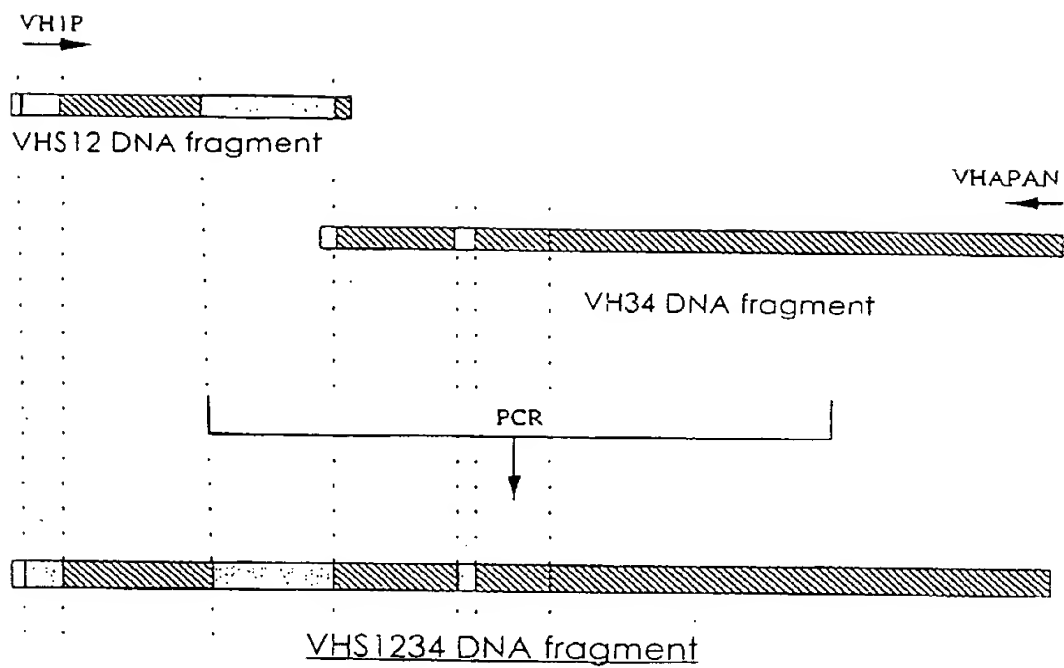 VH1P
VHS12 DNA fragment
VHAPAN
VH34 DNA fragment
PCR
VHS1234 DNA fragment